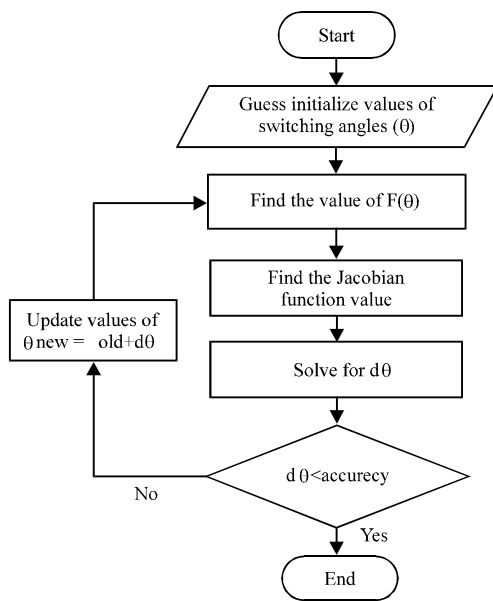 Start
Guess initialize values of
switching angles (θ)
Find the value of F(θ)
Find the Jacobian
function value
Update values of
θ new = old+dθ
Solve for dθ
dθ<accurecy
No
Yes
End